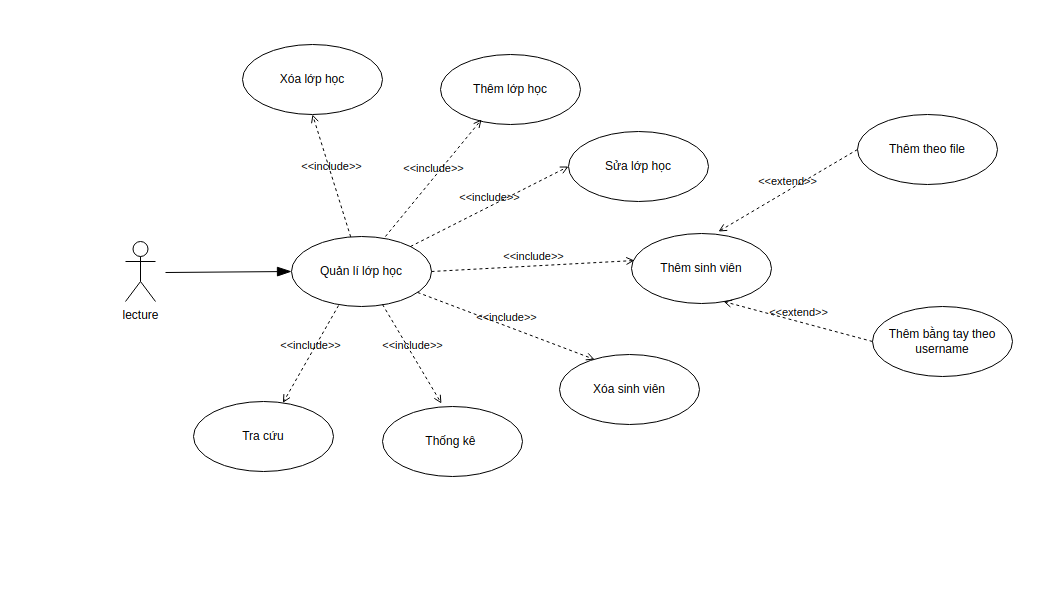 Xóa lớp học
Thêm lớp học
Sửa lớp học
Thêm theo file
<<include>>
<<include>>
<<include>>
<<extend>>
<<include>>
Quản lí lớp học
Thêm sinh viên
lecture
<<include>>
<<extend>>
Thêm bằng tay theo
username
<<include>>
<<include>>
Xóa sinh viên
Tra cứu
Thống kê